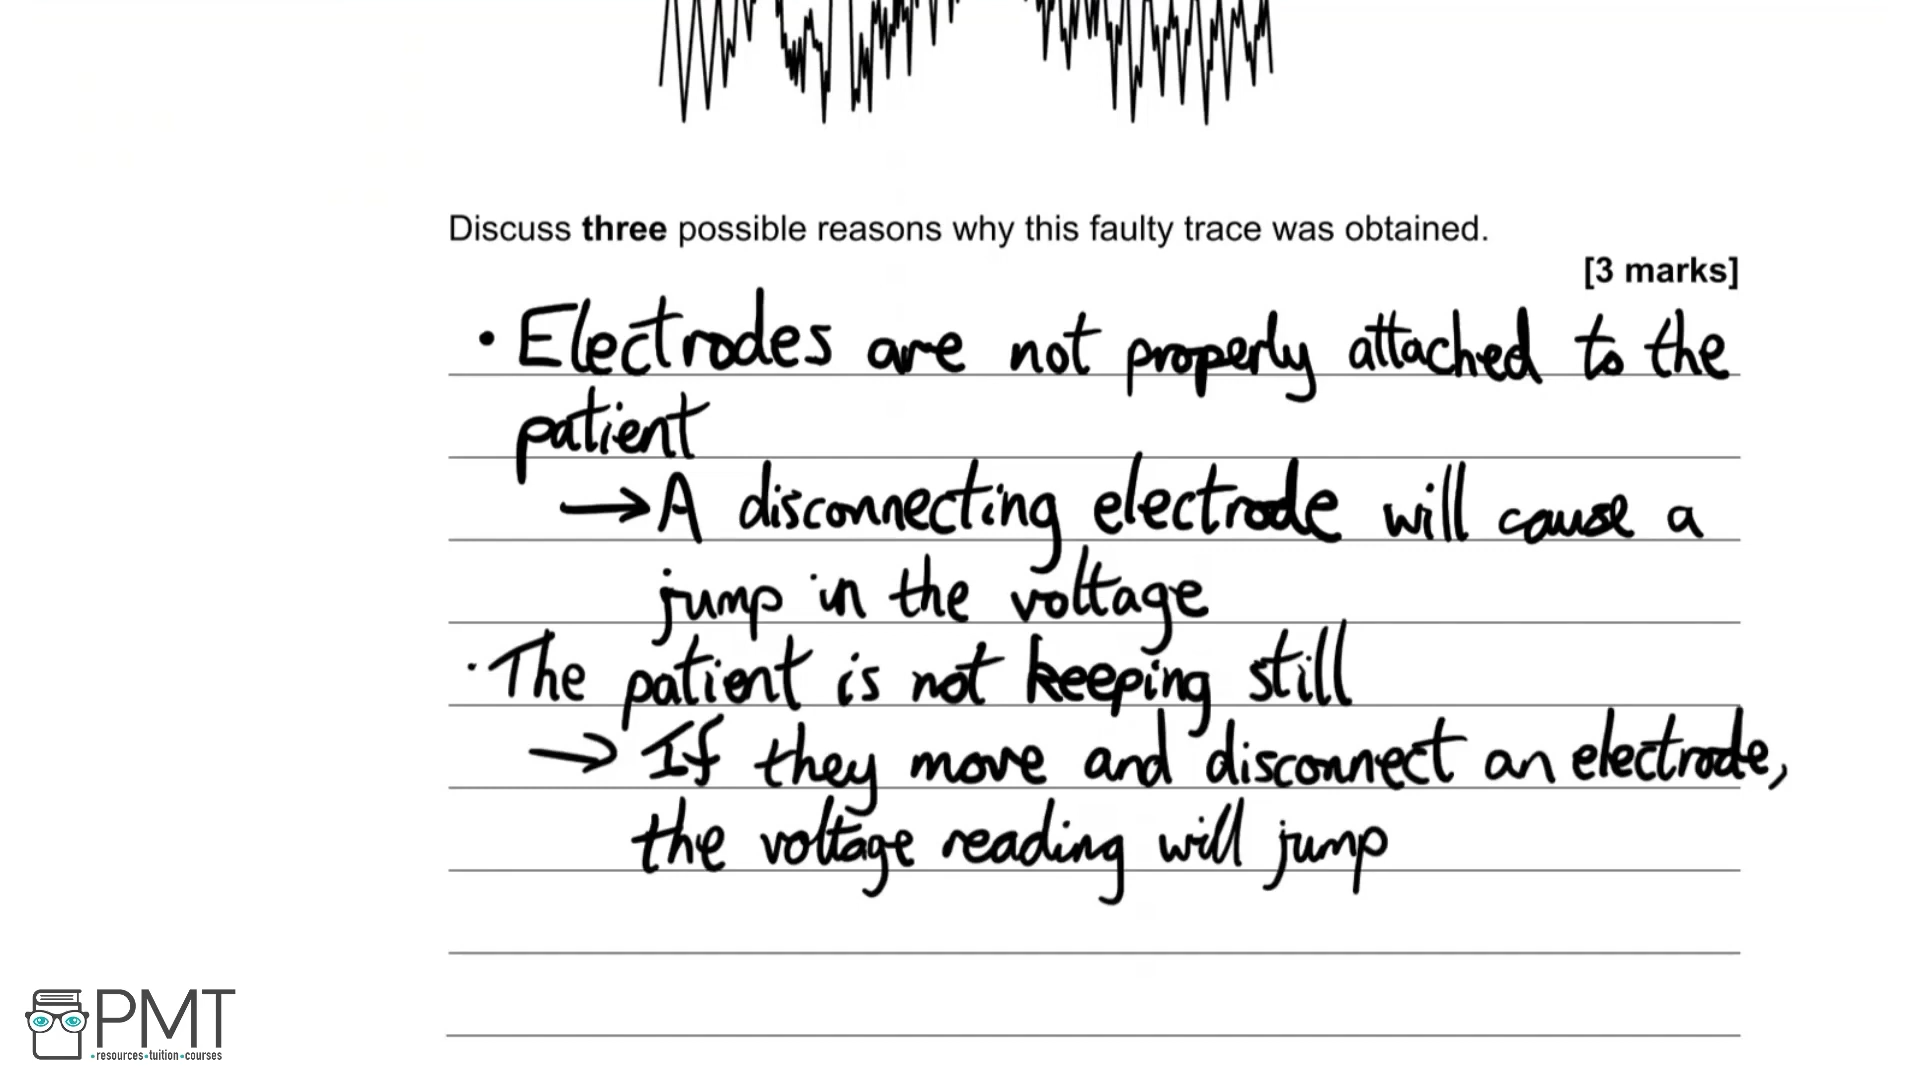 Discuss three possible reasons why this faulty trace was obtained.
[3 marks]
• Electrodes are not properly attached to the
patient
→ A disconnecting electrode will cause a
jump in the voltage
· The patient is not keeping still
→ If they move and disconnect an electrode,
the voltage reading will jump
PMT
•resources•tuition•courses